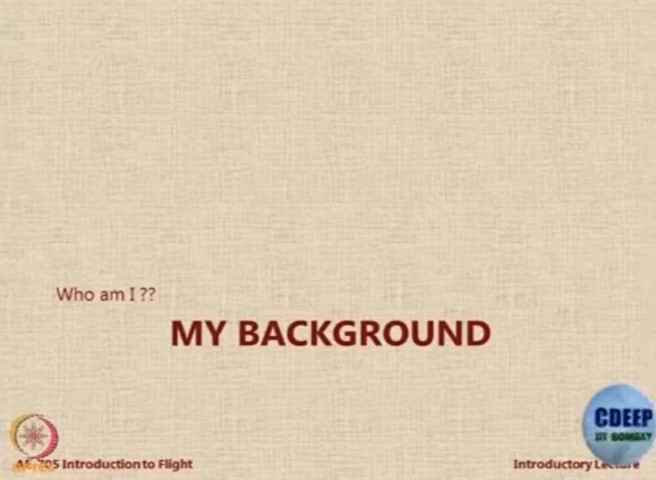 Who am I ??
MY BACKGROUND
CDEEP
IIT BOMBAY
Introduction to Flight
Introductory Lecture